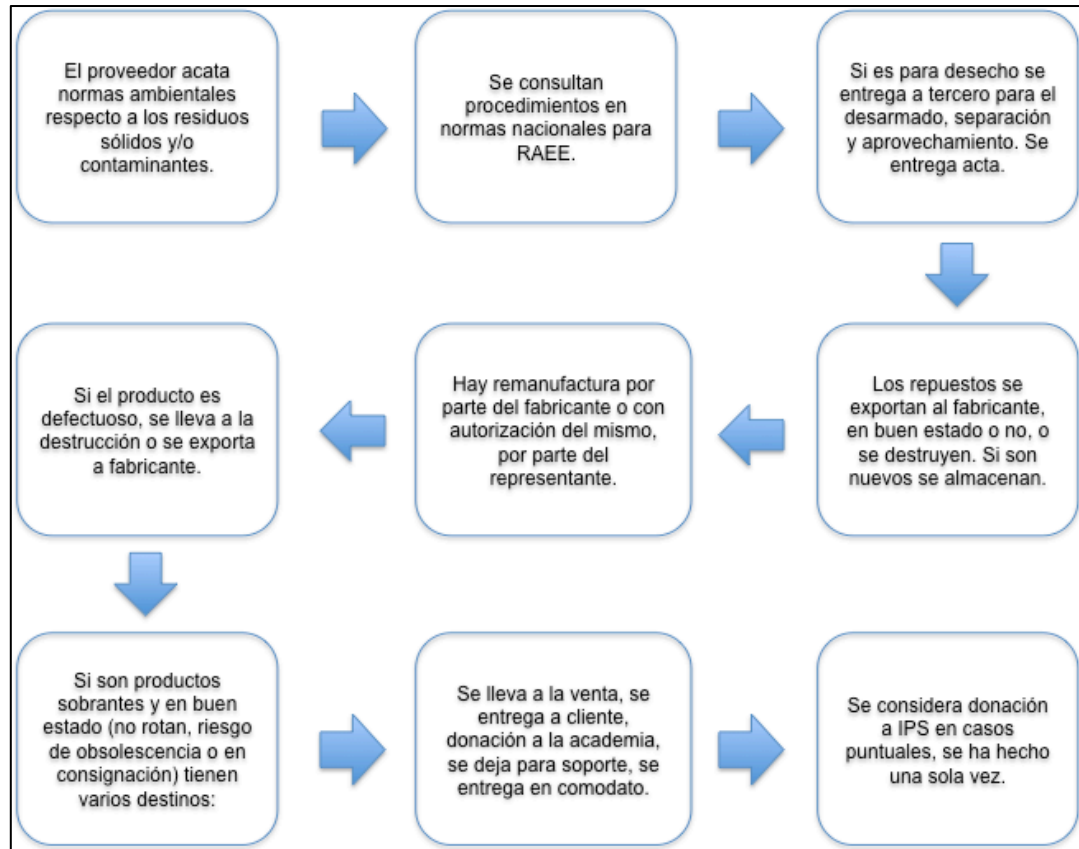 El proveedor acata
normas ambientales
respecto a los residuos
sólidos y/o
contaminantes.
Se consultan
procedimientos en
normas nacionales para
RAEE.
Si es para desecho se
entrega a tercero para el
desarmado, separación
y aprovechamiento. Se
entrega acta.
Los repuestos se
exportan al fabricante,
en buen estado o no, o
se destruyen. Si son
nuevos se almacenan.
Hay remanufactura por
parte del fabricante o con
autorización del mismo,
por parte del
representante.
Si el producto es
defectuoso, se lleva a la
destrucción o se exporta
a fabricante.
Si son productos
sobrantes y en buen
estado (no rotan, riesgo
de obsolescencia o en
consignación) tienen
varios destinos:
Se lleva a la venta, se
entrega a cliente,
donación a la academia,
se deja para soporte, se
entrega en comodato.
Se considera donación
a IPS en casos
puntuales, se ha hecho
una sola vez.